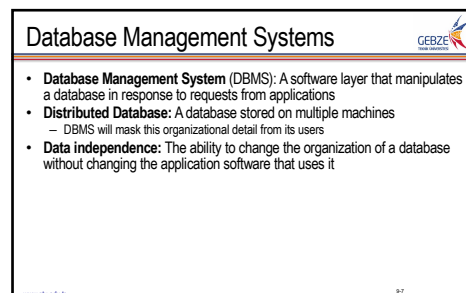 Database Management Systems
GEBZE
• Database Management System (DBMS): A software layer that manipulates
a database in response to requests from applications
• Distributed Database: A database stored on multiple machines
– DBMS will mask this organizational detail from its users
• Data independence: The ability to change the organization of a database
without changing the application software that uses it
9-7